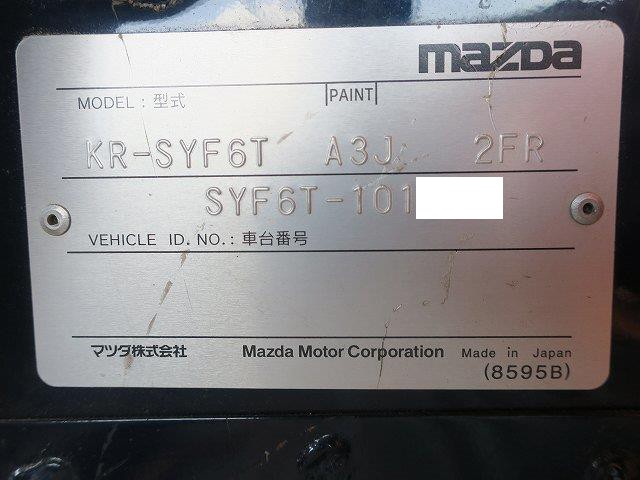 mazda
MODEL : 型式 PAINT
KR-SYF6T A3J 2FR
SYF6T-101
VEHICLE ID. NO. : 車台番号
マツダ株式会社 Mazda Motor Corporation Made in Japan
(8595B)